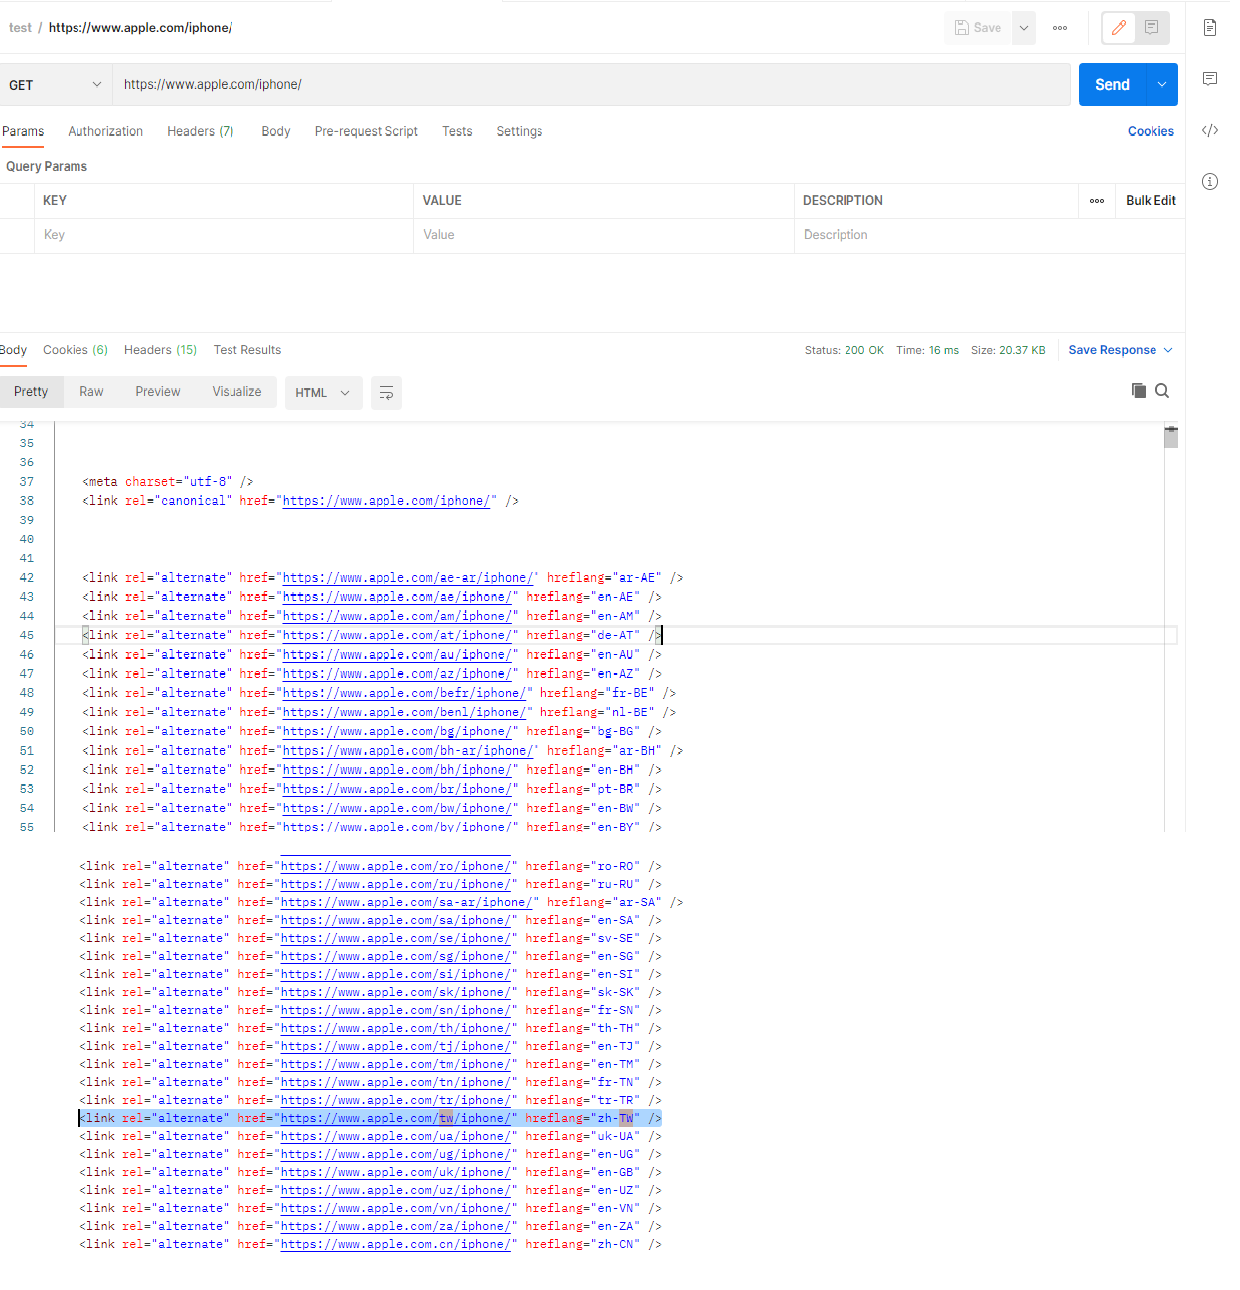 test / https://www.apple.com/iphone/
Save
GET
https://www.apple.com/iphone/
Send
Params Authorization Headers (7) Body Pre-request Script Tests Settings Cookies
Query Params
KEY VALUE DESCRIPTION Bulk Edit
Key Value Description
Body Cookies (6) Headers (15) Test Results Status: 200 OK Time: 16 ms Size: 20.37 KB Save Response
Pretty Raw Preview Visualize HTML
34
35
36
37 <meta charset="utf-8" />
38 <link rel="canonical" href="https://www.apple.com/iphone/" />
39
40
41
42 <link rel="alternate" href="https://www.apple.com/ae-ar/iphone/" hreflang="ar-AE" />
43 <link rel="alternate" href="https://www.apple.com/ae/iphone/" hreflang="en-AE" />
44 <link rel="alternate" href="https://www.apple.com/am/iphone/" hreflang="en-AM" />
45 <link rel="alternate" href="https://www.apple.com/at/iphone/" hreflang="de-AT" />
46 <link rel="alternate" href="https://www.apple.com/au/iphone/" hreflang="en-AU" />
47 <link rel="alternate" href="https://www.apple.com/az/iphone/" hreflang="en-AZ" />
48 <link rel="alternate" href="https://www.apple.com/befr/iphone/" hreflang="fr-BE" />
49 <link rel="alternate" href="https://www.apple.com/benl/iphone/" hreflang="nl-BE" />
50 <link rel="alternate" href="https://www.apple.com/bg/iphone/" hreflang="bg-BG" />
51 <link rel="alternate" href="https://www.apple.com/bh-ar/iphone/" hreflang="ar-BH" />
52 <link rel="alternate" href="https://www.apple.com/bh/iphone/" hreflang="en-BH" />
53 <link rel="alternate" href="https://www.apple.com/br/iphone/" hreflang="pt-BR" />
54 <link rel="alternate" href="https://www.apple.com/bw/iphone/" hreflang="en-BW" />
55 <link rel="alternate" href="https://www.apple.com/by/iphone/" hreflang="en-BY" />
<link rel="alternate" href="https://www.apple.com/ro/iphone/" hreflang="ro-RO" />
<link rel="alternate" href="https://www.apple.com/ru/iphone/" hreflang="ru-RU" />
<link rel="alternate" href="https://www.apple.com/sa-ar/iphone/" hreflang="ar-SA" />
<link rel="alternate" href="https://www.apple.com/sa/iphone/" hreflang="en-SA" />
<link rel="alternate" href="https://www.apple.com/se/iphone/" hreflang="sv-SE" />
<link rel="alternate" href="https://www.apple.com/sg/iphone/" hreflang="en-SG" />
<link rel="alternate" href="https://www.apple.com/si/iphone/" hreflang="en-SI" />
<link rel="alternate" href="https://www.apple.com/sk/iphone/" hreflang="sk-SK" />
<link rel="alternate" href="https://www.apple.com/sn/iphone/" hreflang="fr-SN" />
<link rel="alternate" href="https://www.apple.com/th/iphone/" hreflang="th-TH" />
<link rel="alternate" href="https://www.apple.com/tj/iphone/" hreflang="en-TJ" />
<link rel="alternate" href="https://www.apple.com/tm/iphone/" hreflang="en-TM" />
<link rel="alternate" href="https://www.apple.com/tn/iphone/" hreflang="fr-TN" />
<link rel="alternate" href="https://www.apple.com/tr/iphone/" hreflang="tr-TR" />
<link rel="alternate" href="https://www.apple.com/tw/iphone/" hreflang="zh-TW" />
<link rel="alternate" href="https://www.apple.com/ua/iphone/" hreflang="uk-UA" />
<link rel="alternate" href="https://www.apple.com/ug/iphone/" hreflang="en-UG" />
<link rel="alternate" href="https://www.apple.com/uk/iphone/" hreflang="en-GB" />
<link rel="alternate" href="https://www.apple.com/uz/iphone/" hreflang="en-UZ" />
<link rel="alternate" href="https://www.apple.com/vn/iphone/" hreflang="en-VN" />
<link rel="alternate" href="https://www.apple.com/za/iphone/" hreflang="en-ZA" />
<link rel="alternate" href="https://www.apple.com.cn/iphone/" hreflang="zh-CN" />